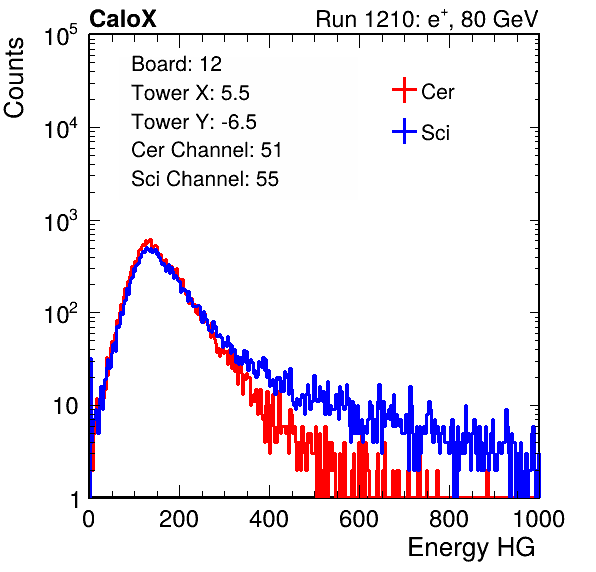 CaloX Run 1210: e⁺, 80 GeV
Counts
Board: 12
Tower X: 5.5
Tower Y: -6.5
Cer Channel: 51
Sci Channel: 55
Cer
Sci
10⁵
10⁴
10³
10²
10
1
0 200 400 600 800 1000
Energy HG